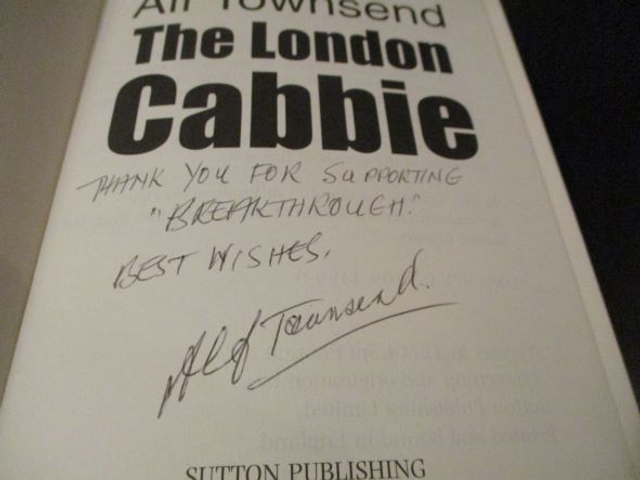 Alf Townsend
The London
Cabbie
THANK YOU FOR SUPPORTING
"BREAKTHROUGH."
BEST WISHES,
Alf Townsend.
SUTTON PUBLISHING